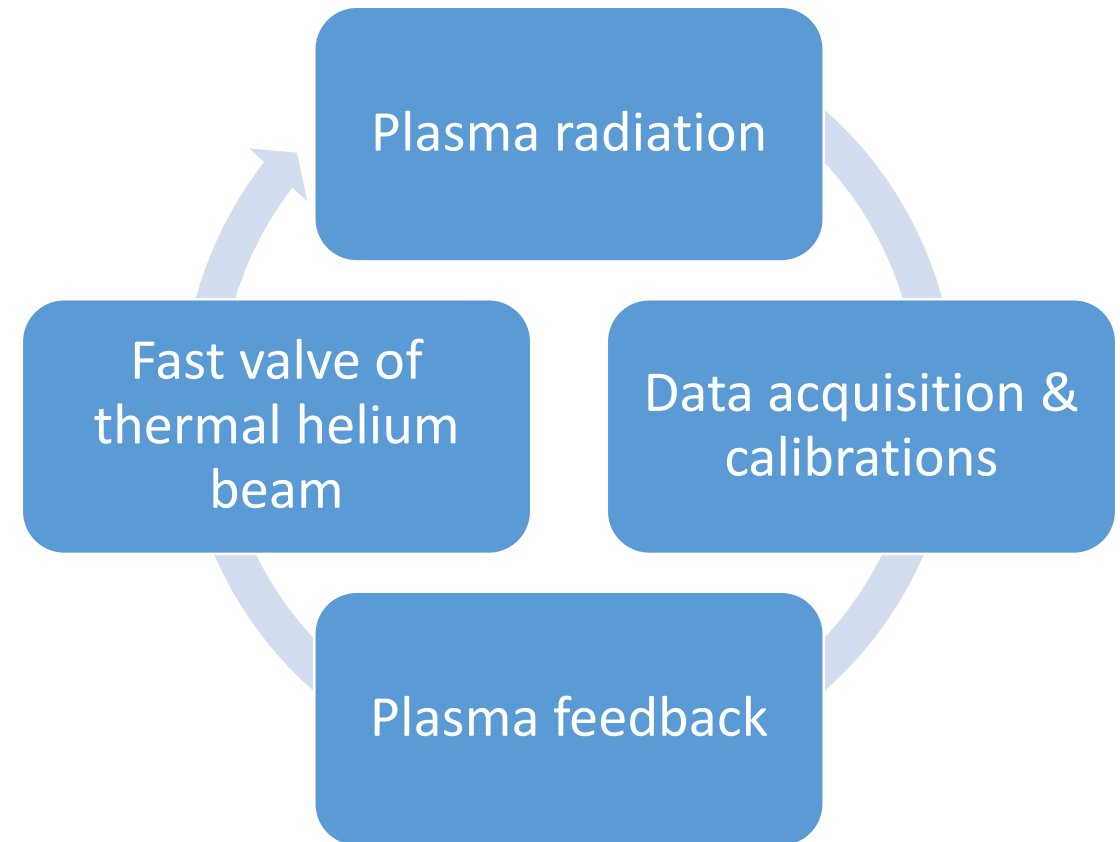 Plasma radiation
Fast valve of
thermal helium
beam
Data acquisition &
calibrations
Plasma feedback